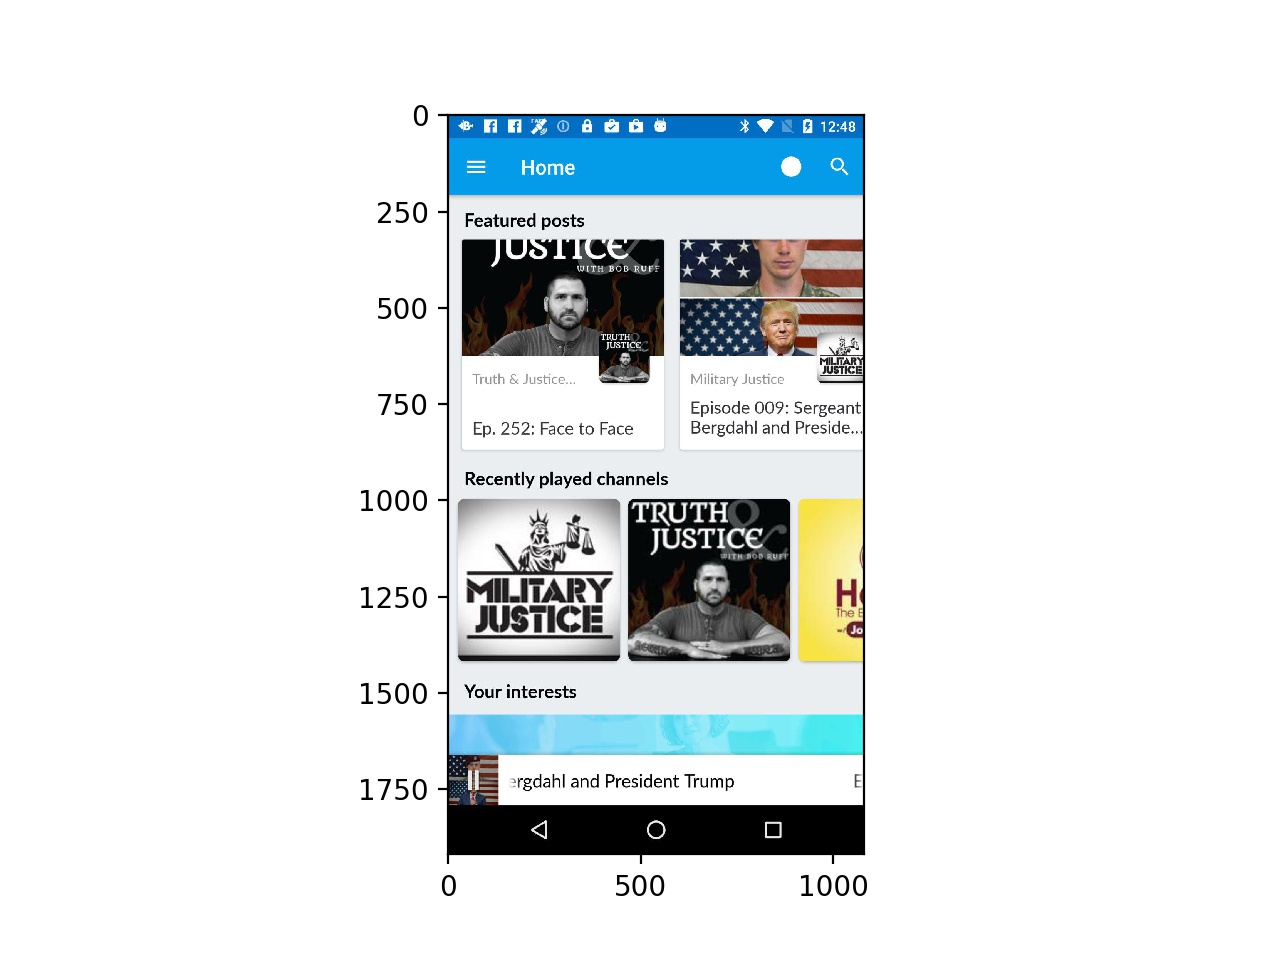 0
250
500
750
1000
1250
1500
1750
0
500
1000
12:48
Home
Featured posts
JUSTICE
WITH BOB RUFF
TRUTH &
JUSTICE
Truth & Justice...
Ep. 252: Face to Face
MILITARY
JUSTICE
Military Justice
Episode 009: Sergeant
Bergdahl and Preside...
Recently played channels
MILITARY
JUSTICE
TRUTH &
JUSTICE
WITH BOB RUFF
The
w/ Jo
Your interests
ergdahl and President Trump
E